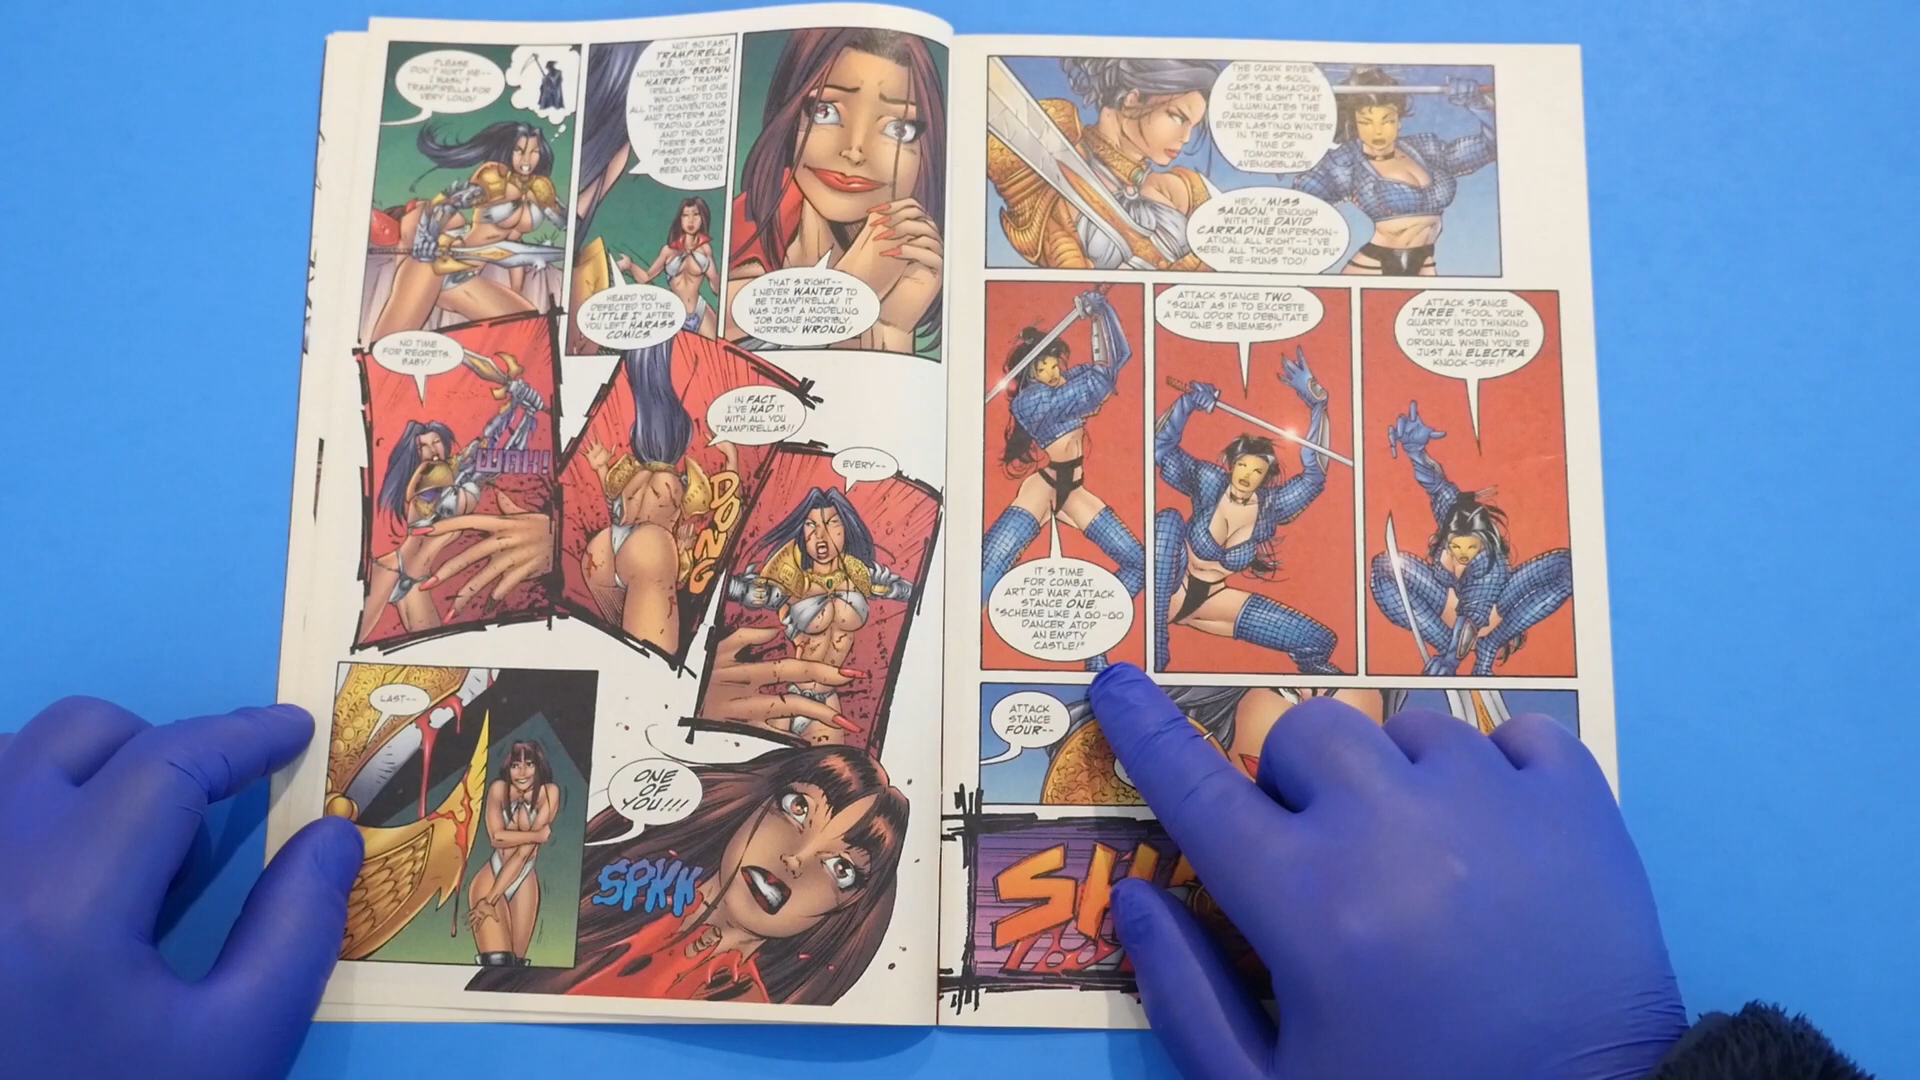 PLEASE
DON'T HURT ME--
I WASN'T
TRAMPIRELLA FOR
VERY LONG!
NOT SO FAST,
TRAMPIRELLA
#3. YOU'RE THE
NOTORIOUS "BROWN
HAIRED" TRAMP-
IRELLA--THE ONE
WHO USED TO DO
ALL THE CONVENTIONS
AND POSTERS AND
TRADING CARDS
AND THEN QUIT.
THERE'S SOME
PISSED OFF FAN
BOYS WHO'VE
BEEN LOOKING
FOR YOU.
HEARD YOU
DEFECTED TO THE
"LITTLE I" AFTER
YOU LEFT HARASS
COMICS.
THAT'S RIGHT--
I NEVER WANTED TO
BE TRAMPIRELLA! IT
WAS JUST A MODELING
JOB GONE HORRIBLY,
HORRIBLY WRONG!
NO TIME
FOR REGRETS,
BABY!
WAK!
IN FACT,
I'VE HAD IT
WITH ALL YOU
TRAMPIRELLAS!!
DONG
EVERY--
LAST--
ONE
OF
YOU!!!
SPKK
THE DARK RIVER
OF YOUR SOUL
CASTS A SHADOW
ON THE LIGHT THAT
ILLUMINATES THE
DARKNESS OF YOUR
EVER LASTING WINTER
IN THE SPRING
TIME OF
TOMORROW,
AVENGEBLADE.
HEY, "MISS
SAIGON," ENOUGH
WITH THE DAVID
CARRADINE IMPERSON-
ATION, ALL RIGHT--I'VE
SEEN ALL THOSE "KUNG FU"
RE-RUNS TOO!
IT'S TIME
FOR COMBAT.
ART OF WAR ATTACK
STANCE ONE,
"SCHEME LIKE A GO-GO
DANCER ATOP
AN EMPTY
CASTLE!"
ATTACK STANCE TWO,
"SQUAT AS IF TO EXCRETE
A FOUL ODOR TO DEBILITATE
ONE'S ENEMIES!"
ATTACK STANCE
THREE, "FOOL YOUR
QUARRY INTO THINKING
YOU'RE SOMETHING
ORIGINAL WHEN YOU'RE
JUST AN ELECTRA
KNOCK-OFF!"
ATTACK
STANCE
FOUR--